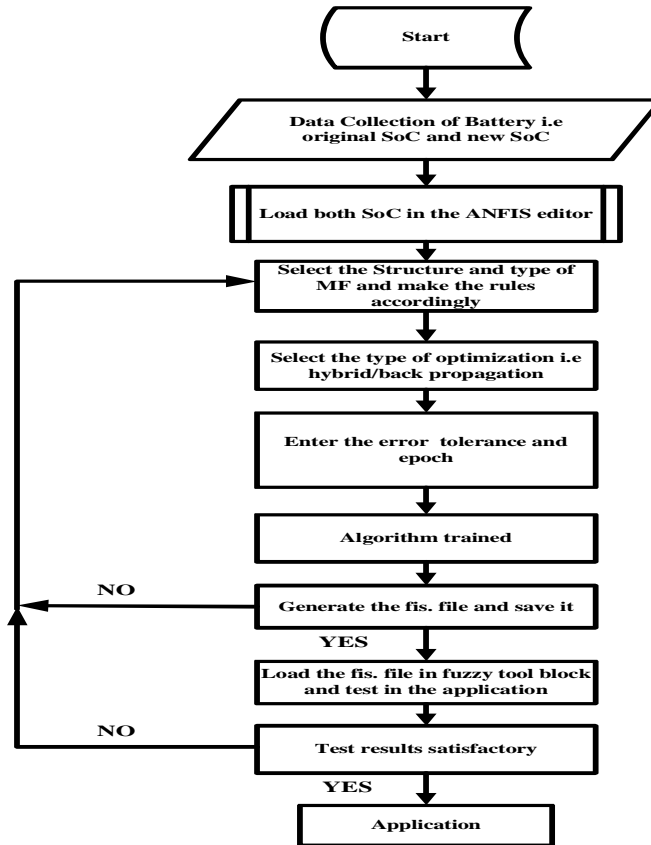 Start
Data Collection of Battery i.e
original SoC and new SoC
Load both SoC in the ANFIS editor
Select the Structure and type of
MF and make the rules
accordingly
Select the type of optimization i.e
hybrid/back propagation
Enter the error tolerance and
epoch
Algorithm trained
NO
Generate the fis. file and save it
YES
Load the fis. file in fuzzy tool block
and test in the application
NO
Test results satisfactory
YES
Application